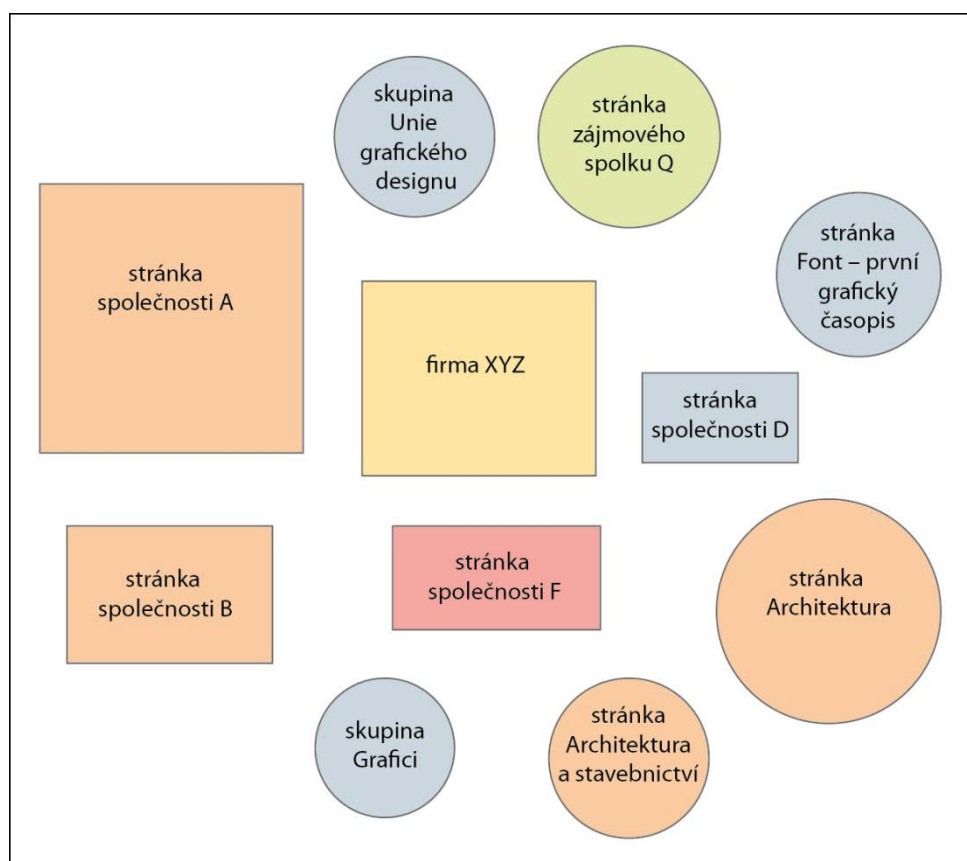 skupina
Unie
grafického
designu
stránka
zájmového
spolku Q
stránka
Font – první
grafický
časopis
stránka
společnosti A
firma XYZ
stránka
společnosti D
stránka
společnosti B
stránka
společnosti F
stránka
Architektura
skupina
Grafici
stránka
Architektura
a stavebnictví